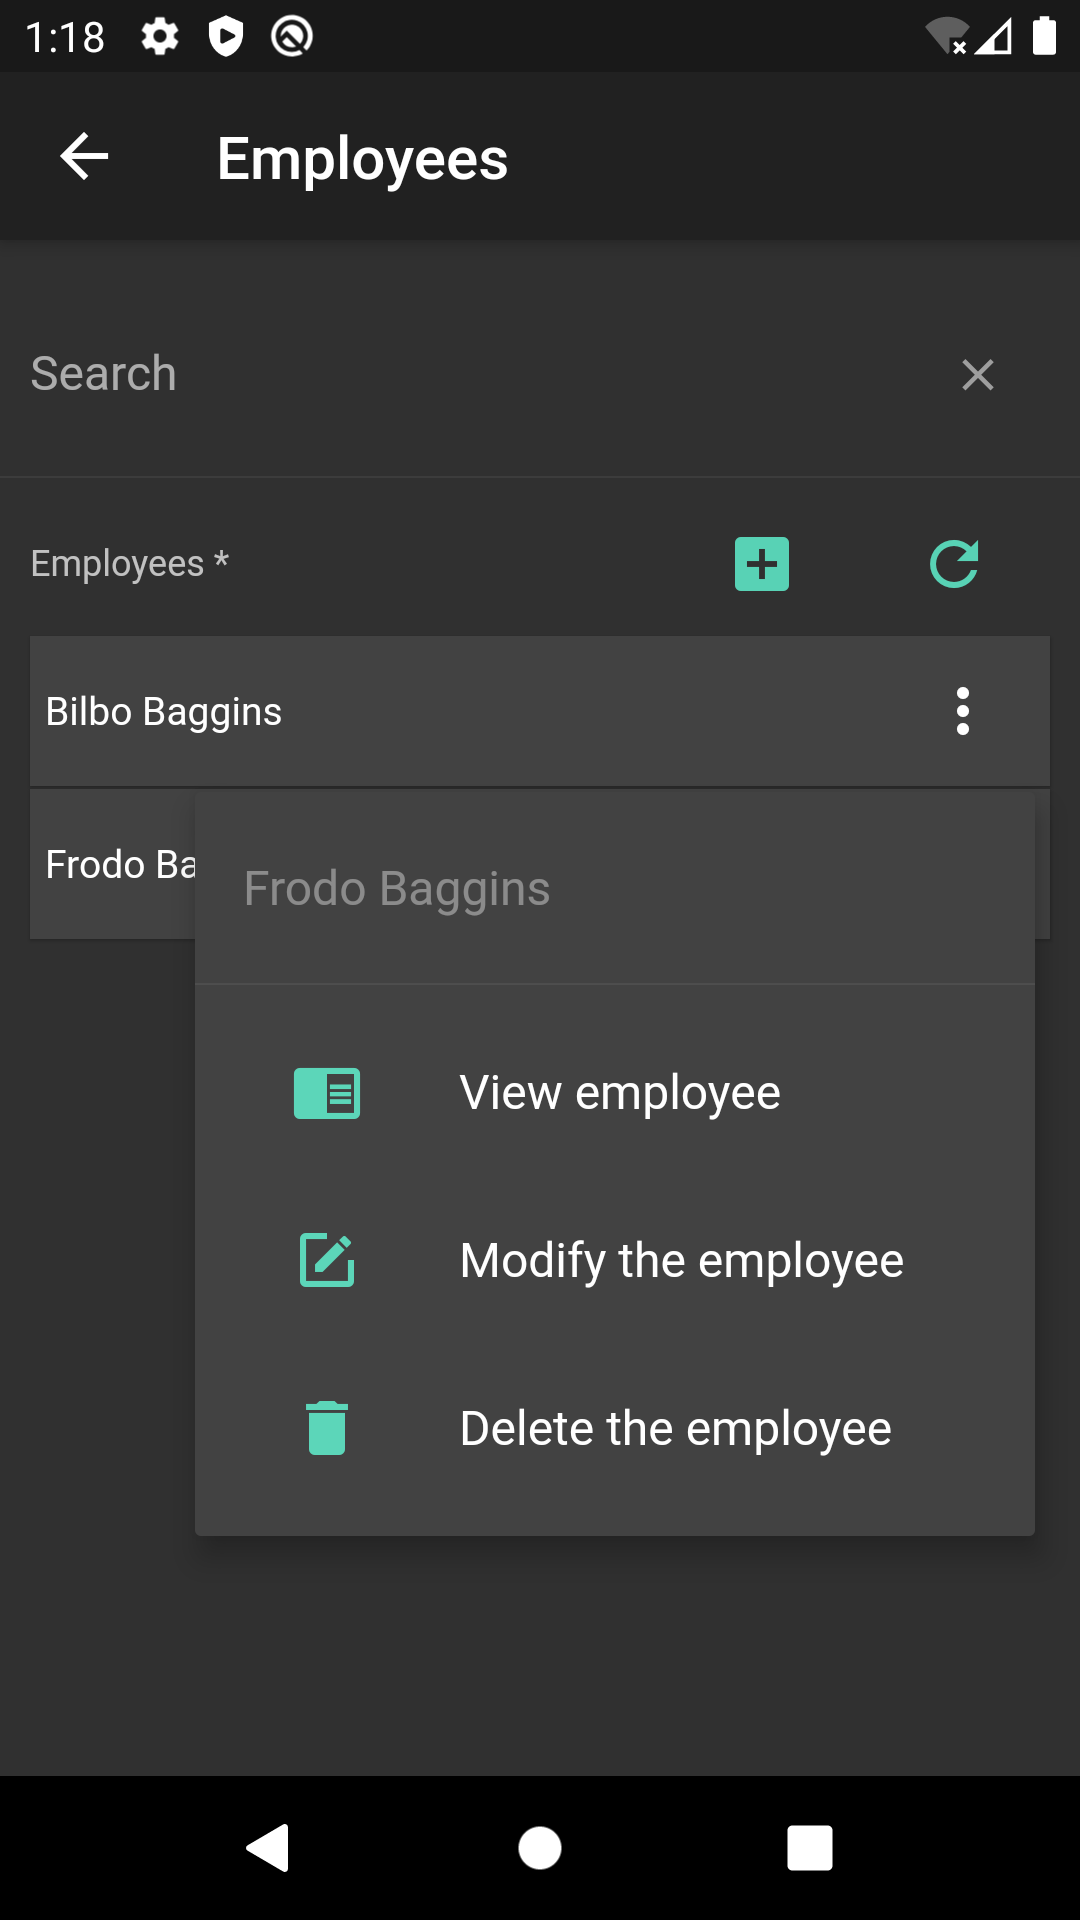 1:18
Employees
Search
Employees *
Bilbo Baggins
Frodo Ba
Frodo Baggins
View employee
Modify the employee
Delete the employee